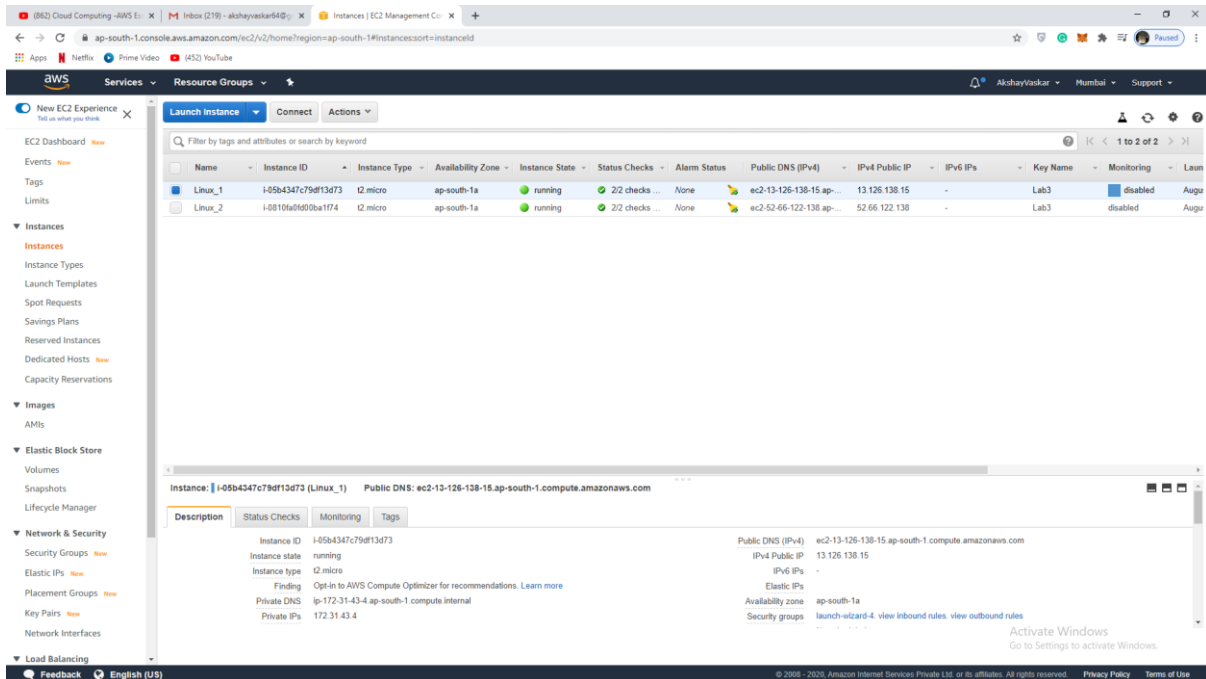 (862) Cloud Computing -AWS Es
Inbox (219) - akshayvaskar64@g
Instances | EC2 Management Con
ap-south-1.console.aws.amazon.com/ec2/v2/home?region=ap-south-1#Instances:sort=instanceId
Paused
Apps Netflix Prime Video (452) YouTube
aws Services Resource Groups AkshayVaskar Mumbai Support
New EC2 Experience
Tell us what you think
EC2 Dashboard New
Events New
Tags
Limits
Instances
Instances
Instance Types
Launch Templates
Spot Requests
Savings Plans
Reserved Instances
Dedicated Hosts New
Capacity Reservations
Images
AMIs
Elastic Block Store
Volumes
Snapshots
Lifecycle Manager
Network & Security
Security Groups New
Elastic IPs New
Placement Groups New
Key Pairs New
Network Interfaces
Load Balancing
Launch Instance Connect Actions
Filter by tags and attributes or search by keyword
1 to 2 of 2
Name Instance ID Instance Type Availability Zone Instance State Status Checks Alarm Status Public DNS (IPv4) IPv4 Public IP IPv6 IPs Key Name Monitoring Laun
Linux_1 i-05b4347c79df13d73 t2.micro ap-south-1a running 2/2 checks ... None ec2-13-126-138-15.ap-... 13.126.138.15 - Lab3 disabled Augu
Linux_2 i-0810fa0fd00ba1f74 t2.micro ap-south-1a running 2/2 checks ... None ec2-52-66-122-138.ap-... 52.66.122.138 - Lab3 disabled Augu
Instance: i-05b4347c79df13d73 (Linux_1) Public DNS: ec2-13-126-138-15.ap-south-1.compute.amazonaws.com
Description Status Checks Monitoring Tags
Instance ID i-05b4347c79df13d73
Instance state running
Instance type t2.micro
Finding Opt-in to AWS Compute Optimizer for recommendations. Learn more
Private DNS ip-172-31-43-4.ap-south-1.compute.internal
Private IPs 172.31.43.4
Public DNS (IPv4) ec2-13-126-138-15.ap-south-1.compute.amazonaws.com
IPv4 Public IP 13.126.138.15
IPv6 IPs -
Elastic IPs
Availability zone ap-south-1a
Security groups launch-wizard-4. view inbound rules. view outbound rules
Activate Windows
Go to Settings to activate Windows.
Feedback English (US) © 2008 - 2020, Amazon Internet Services Private Ltd. or its affiliates. All rights reserved. Privacy Policy Terms of Use